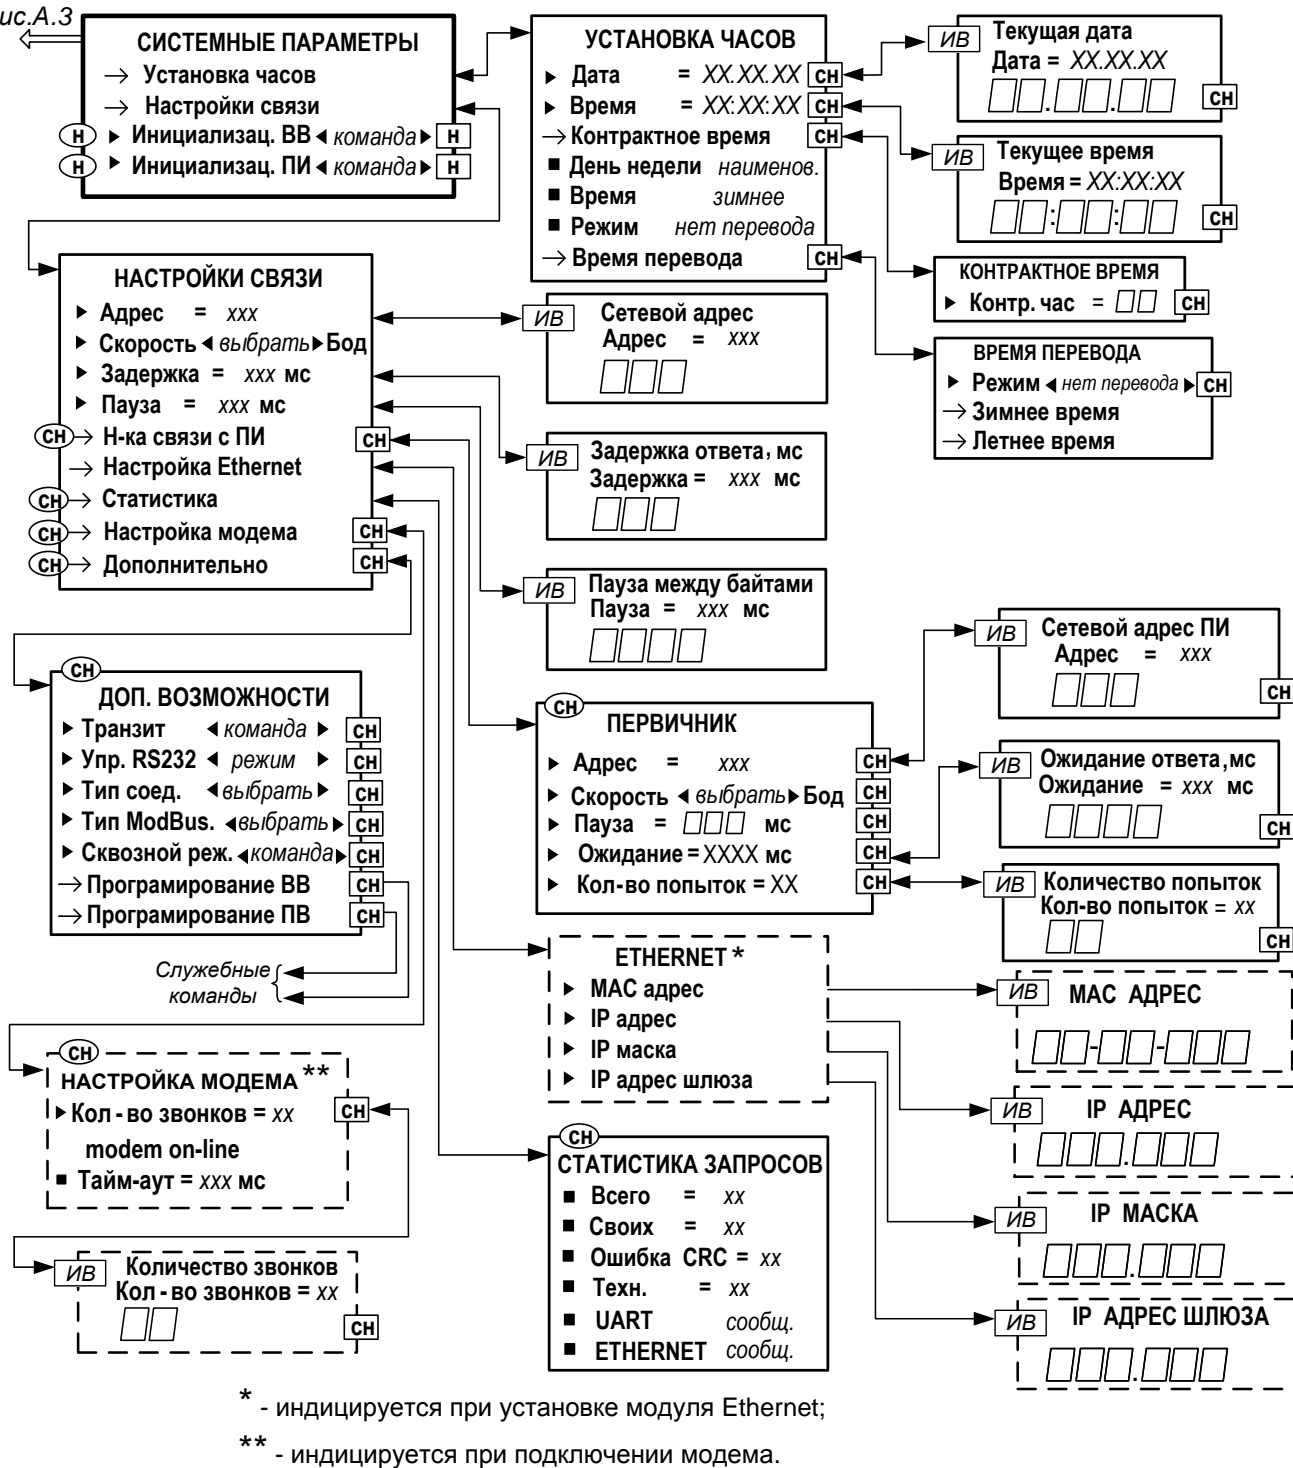 ис.А.3
СИСТЕМНЫЕ ПАРАМЕТРЫ
→ Установка часов
→ Настройки связи
Н ▶ Инициализац. ВВ ◀ команда ▶ Н
Н ▶ Инициализац. ПИ ◀ команда ▶ Н
УСТАНОВКА ЧАСОВ
▶ Дата = XX.XX.XX СН
▶ Время = XX:XX:XX СН
→ Контрактное время СН
■ День недели наименов.
■ Время зимнее
■ Режим нет перевода
→ Время перевода СН
ИВ Текущая дата
Дата = XX.XX.XX
СН
ИВ Текущее время
Время = XX:XX:XX
СН
КОНТРАКТНОЕ ВРЕМЯ
▶ Контр. час = СН
ВРЕМЯ ПЕРЕВОДА
▶ Режим ◀ нет перевода ▶ СН
→ Зимнее время
→ Летнее время
НАСТРОЙКИ СВЯЗИ
▶ Адрес = xxx
▶ Скорость ◀ выбрать ▶ Бод
▶ Задержка = xxx мс
▶ Пауза = xxx мс
СН → Н-ка связи с ПИ СН
→ Настройка Ethernet
СН → Статистика
СН → Настройка модема СН
СН → Дополнительно СН
ИВ Сетевой адрес
Адрес = xxx
ИВ Задержка ответа, мс
Задержка = xxx мс
ИВ Пауза между байтами
Пауза = xxx мс
СН
ДОП. ВОЗМОЖНОСТИ
▶ Транзит ◀ команда ▶ СН
▶ Упр. RS232 ◀ режим ▶ СН
▶ Тип соед. ◀ выбрать ▶ СН
▶ Тип ModBus. ◀ выбрать ▶ СН
▶ Сквозной реж. ◀ команда ▶ СН
→ Програмирование ВВ СН
→ Програмирование ПВ СН
Служебные
команды
СН
ПЕРВИЧНИК
▶ Адрес = xxx СН
▶ Скорость ◀ выбрать ▶ Бод СН
▶ Пауза = мс СН
▶ Ожидание = XXXX мс СН
▶ Кол-во попыток = XX СН
ИВ Сетевой адрес ПИ
Адрес = xxx
СН
ИВ Ожидание ответа,мс
Ожидание = xxx мс
СН
ИВ Количество попыток
Кол-во попыток = xx
СН
ETHERNET *
▶ MAC адрес
▶ IP адрес
▶ IP маска
▶ IP адрес шлюза
ИВ MAC АДРЕС
- -
ИВ IP АДРЕС
.
ИВ IP МАСКА
.
ИВ IP АДРЕС ШЛЮЗА
.
СН
НАСТРОЙКА МОДЕМА **
▶ Кол - во звонков = xx СН
modem on-line
■ Тайм-аут = xxx мс
ИВ Количество звонков
Кол - во звонков = xx
СН
СН
СТАТИСТИКА ЗАПРОСОВ
■ Всего = xx
■ Своих = xx
■ Ошибка CRC = xx
■ Техн. = xx
■ UART сообщ.
■ ETHERNET сообщ.
* - индицируется при установке модуля Ethernet;
** - индицируется при подключении модема.